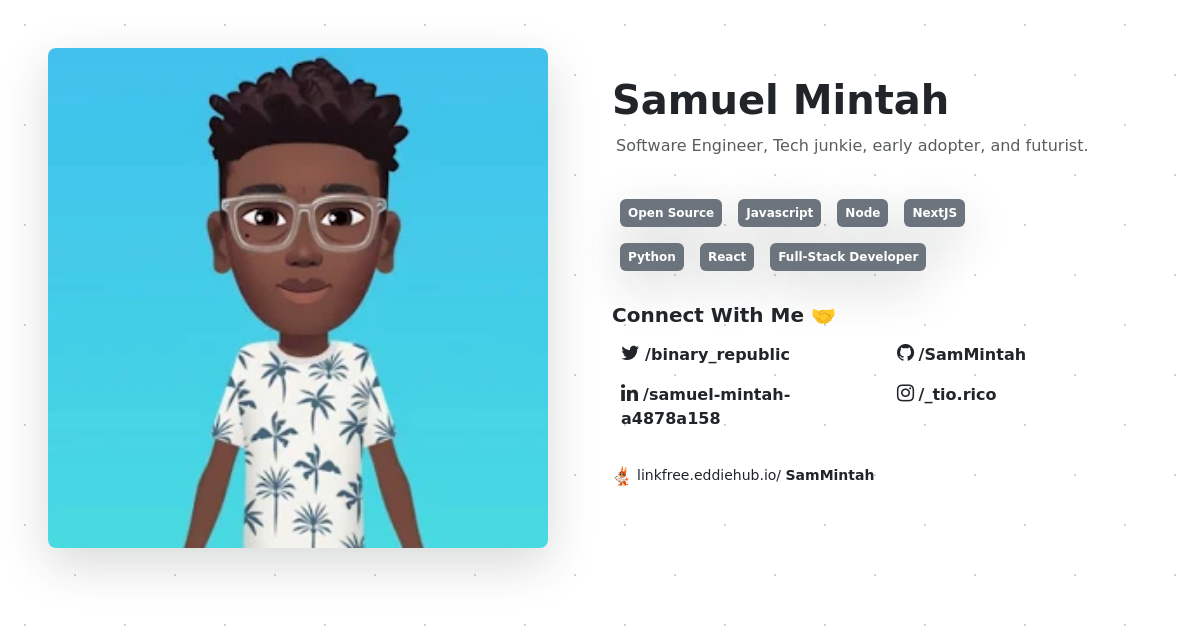 Samuel Mintah
Software Engineer, Tech junkie, early adopter, and futurist.
Open Source Javascript Node NextJS
Python React Full-Stack Developer
Connect With Me 🤝
/binary_republic /SamMintah
/samuel-mintah- /_tio.rico
a4878a158
linkfree.eddiehub.io/ SamMintah